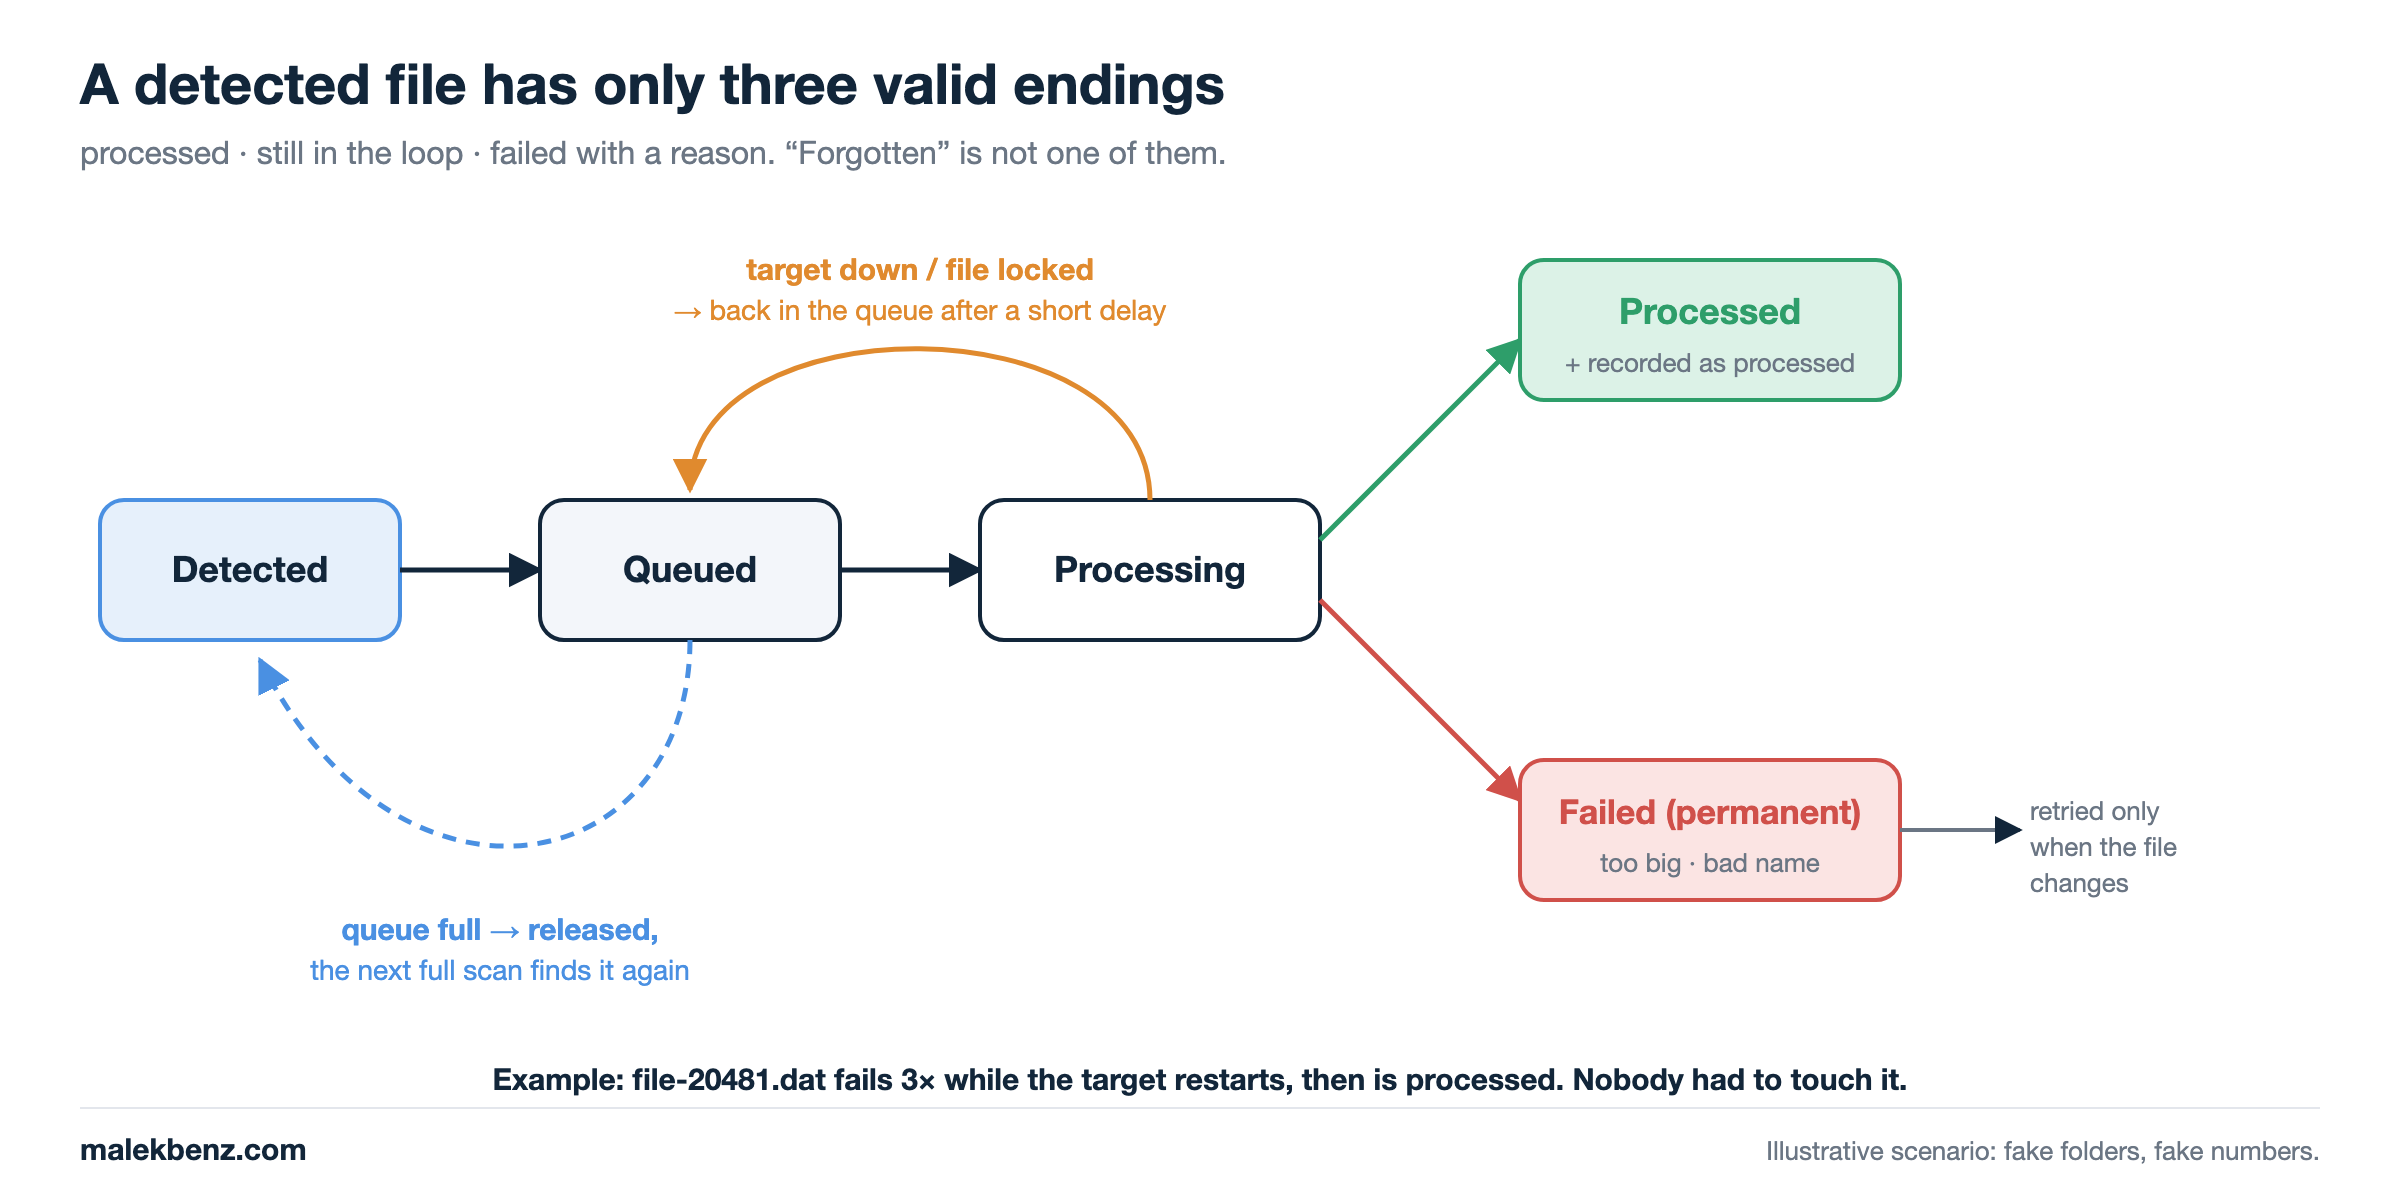 A detected file has only three valid endings
processed · still in the loop · failed with a reason. “Forgotten” is not one of them.
target down / file locked
→ back in the queue after a short delay
Processed
+ recorded as processed
Detected
Queued
Processing
Failed (permanent)
too big · bad name
retried only
when the file
changes
queue full → released,
the next full scan finds it again
Example: file-20481.dat fails 3× while the target restarts, then is processed. Nobody had to touch it.
malekbenz.com
Illustrative scenario: fake folders, fake numbers.